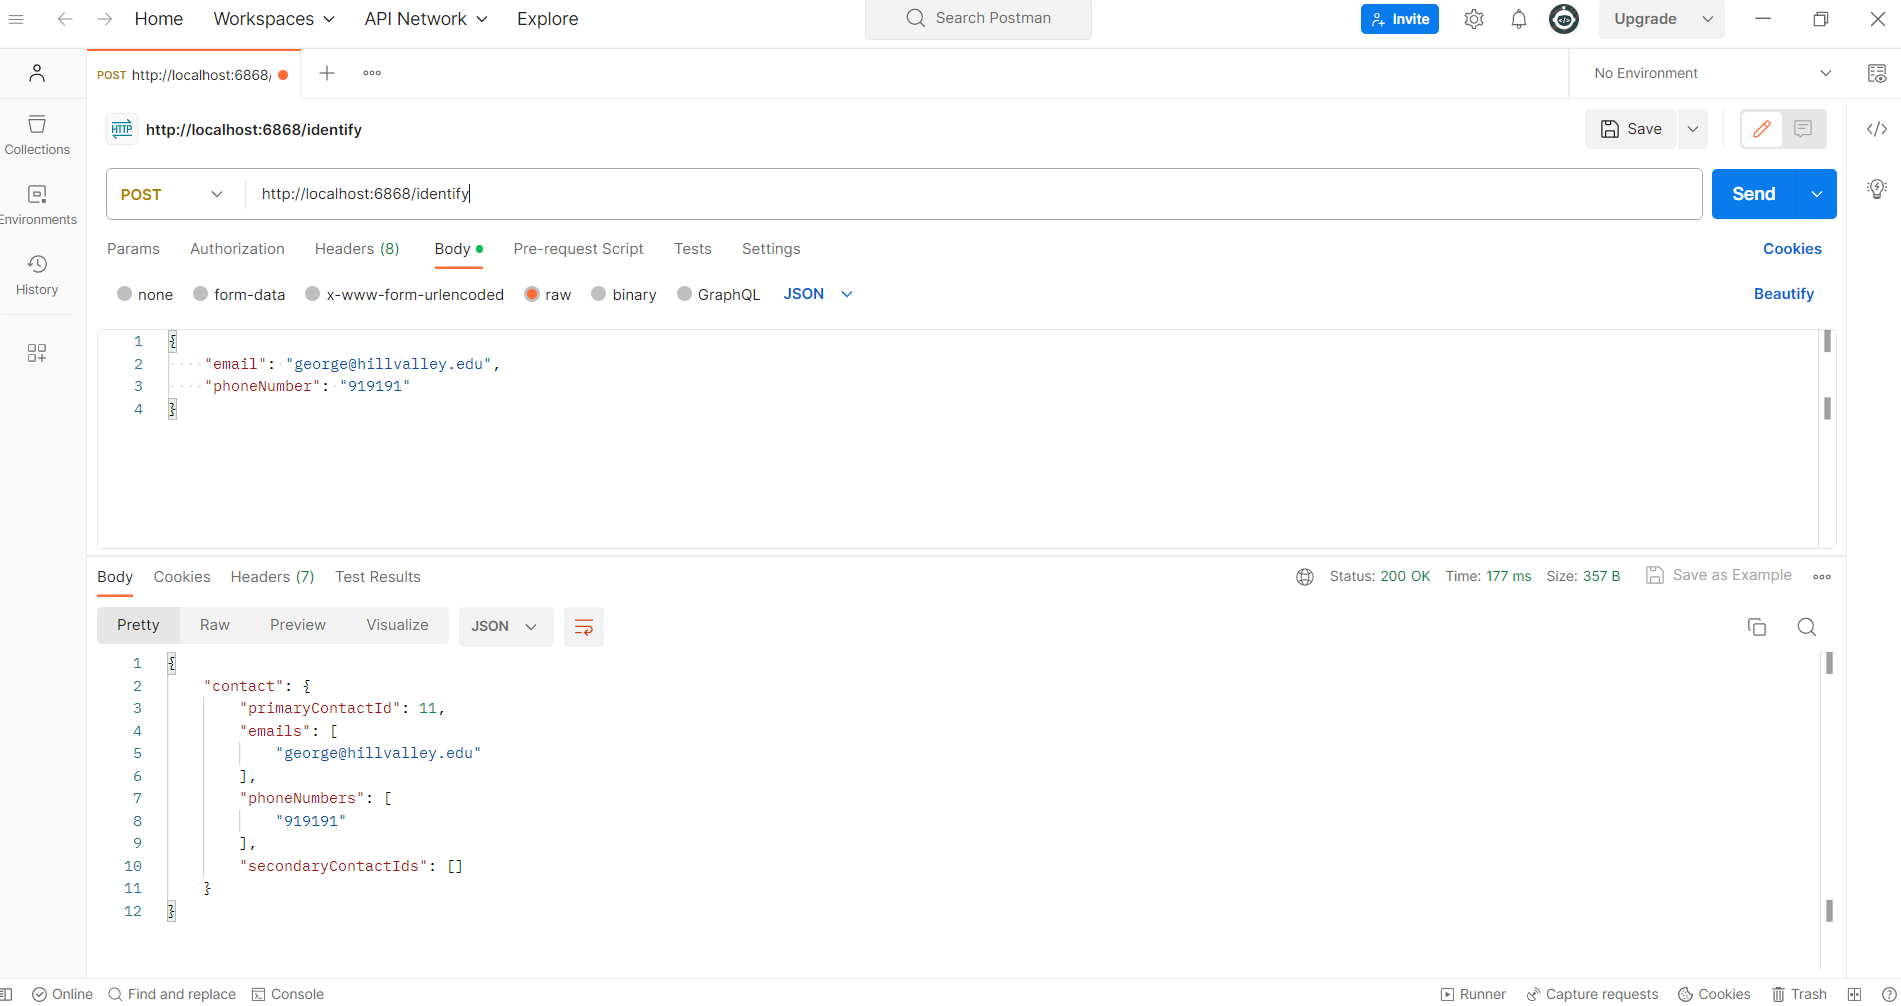 Home Workspaces API Network Explore Search Postman Invite Upgrade
POST http://localhost:6868/ No Environment
HTTP http://localhost:6868/identify Save
Collections
POST http://localhost:6868/identify Send
Environments
Params Authorization Headers (8) Body Pre-request Script Tests Settings Cookies
History
none form-data x-www-form-urlencoded raw binary GraphQL JSON Beautify
1 {
2 "email": "george@hillvalley.edu",
3 "phoneNumber": "919191"
4 }
Body Cookies Headers (7) Test Results Status: 200 OK Time: 177 ms Size: 357 B Save as Example
Pretty Raw Preview Visualize JSON
1 {
2 "contact": {
3 "primaryContactId": 11,
4 "emails": [
5 "george@hillvalley.edu"
6 ],
7 "phoneNumbers": [
8 "919191"
9 ],
10 "secondaryContactIds": []
11 }
12 }
Online Find and replace Console Runner Capture requests Cookies Trash